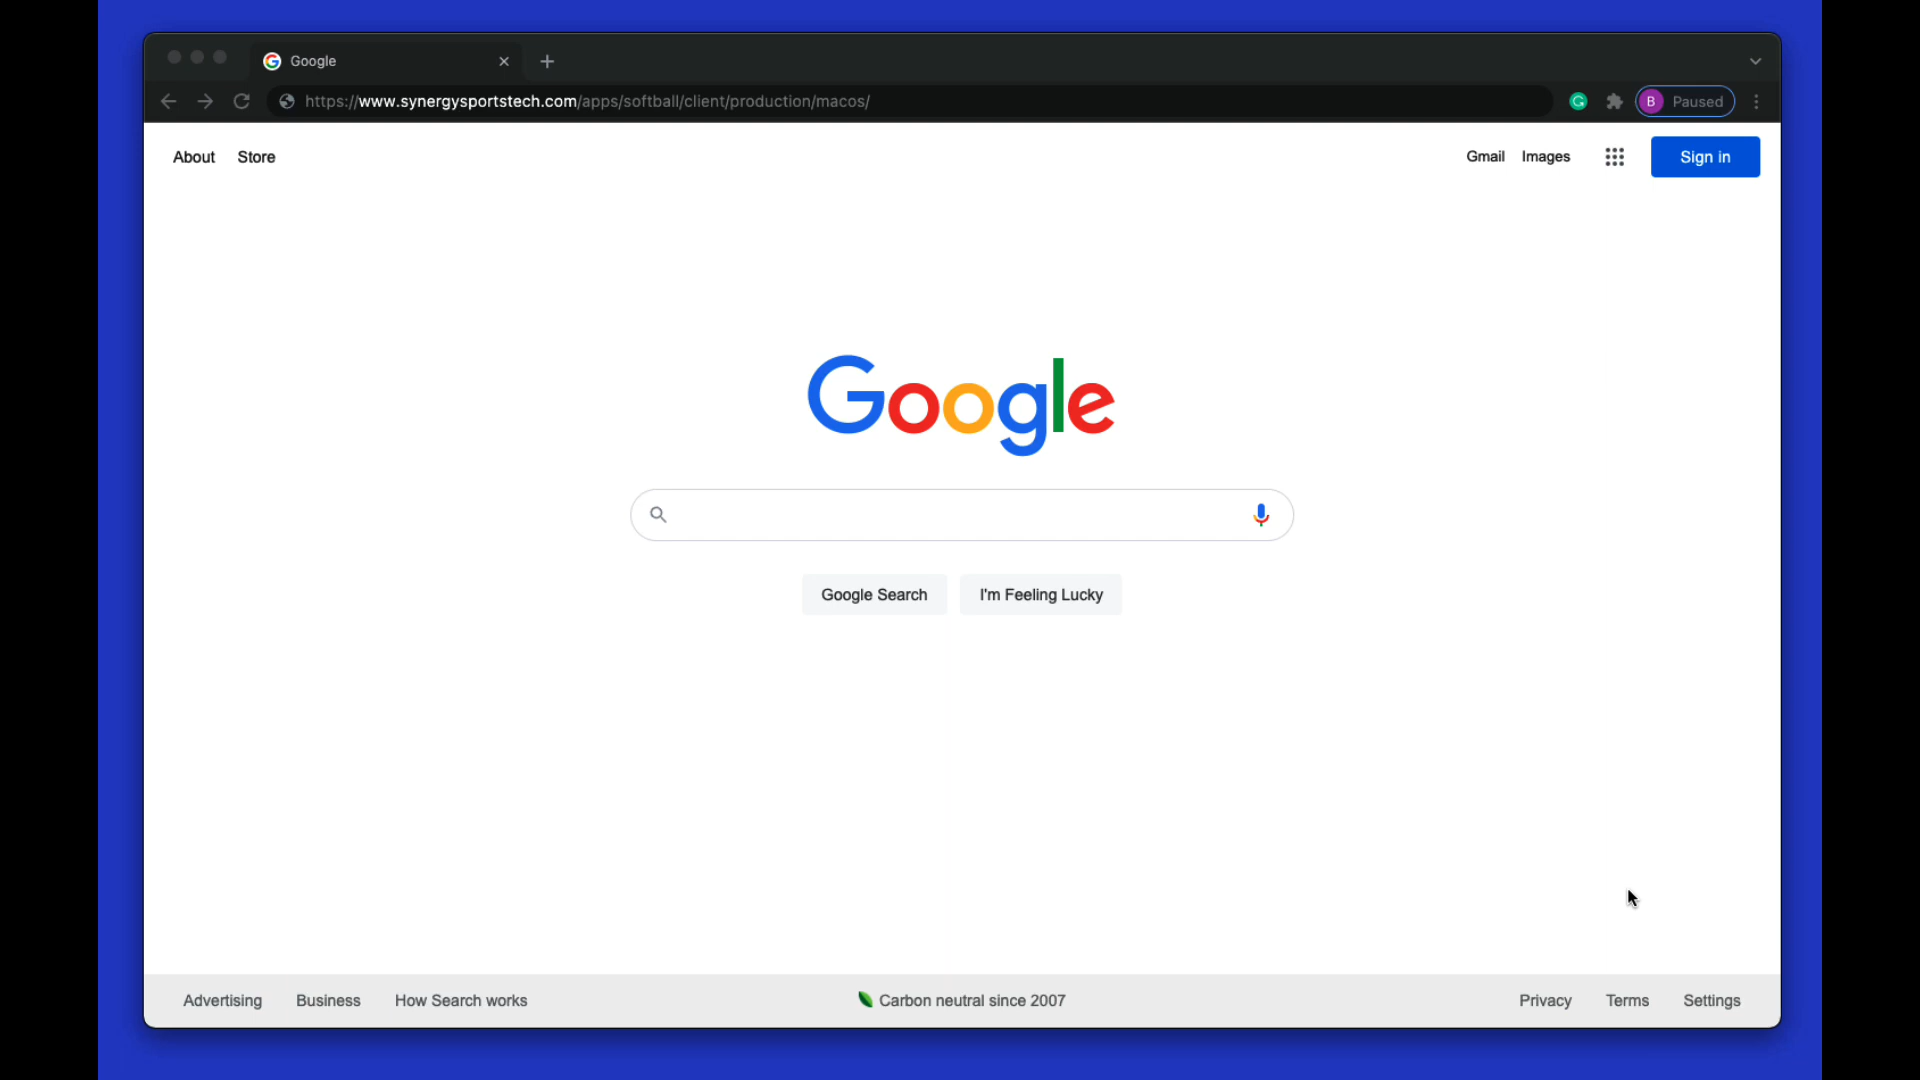 Google
https://www.synergysportstech.com/apps/softball/client/production/macos/
B Paused
About Store
Gmail Images Sign in
Google
Google Search I'm Feeling Lucky
Advertising Business How Search works Carbon neutral since 2007 Privacy Terms Settings